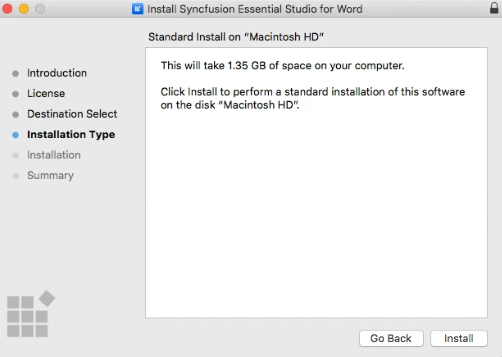 Install Syncfusion Essential Studio for Word
Standard Install on “Macintosh HD”
Introduction
License
Destination Select
Installation Type
Installation
Summary
This will take 1.35 GB of space on your computer.
Click Install to perform a standard installation of this software
on the disk “Macintosh HD”.
Go Back
Install